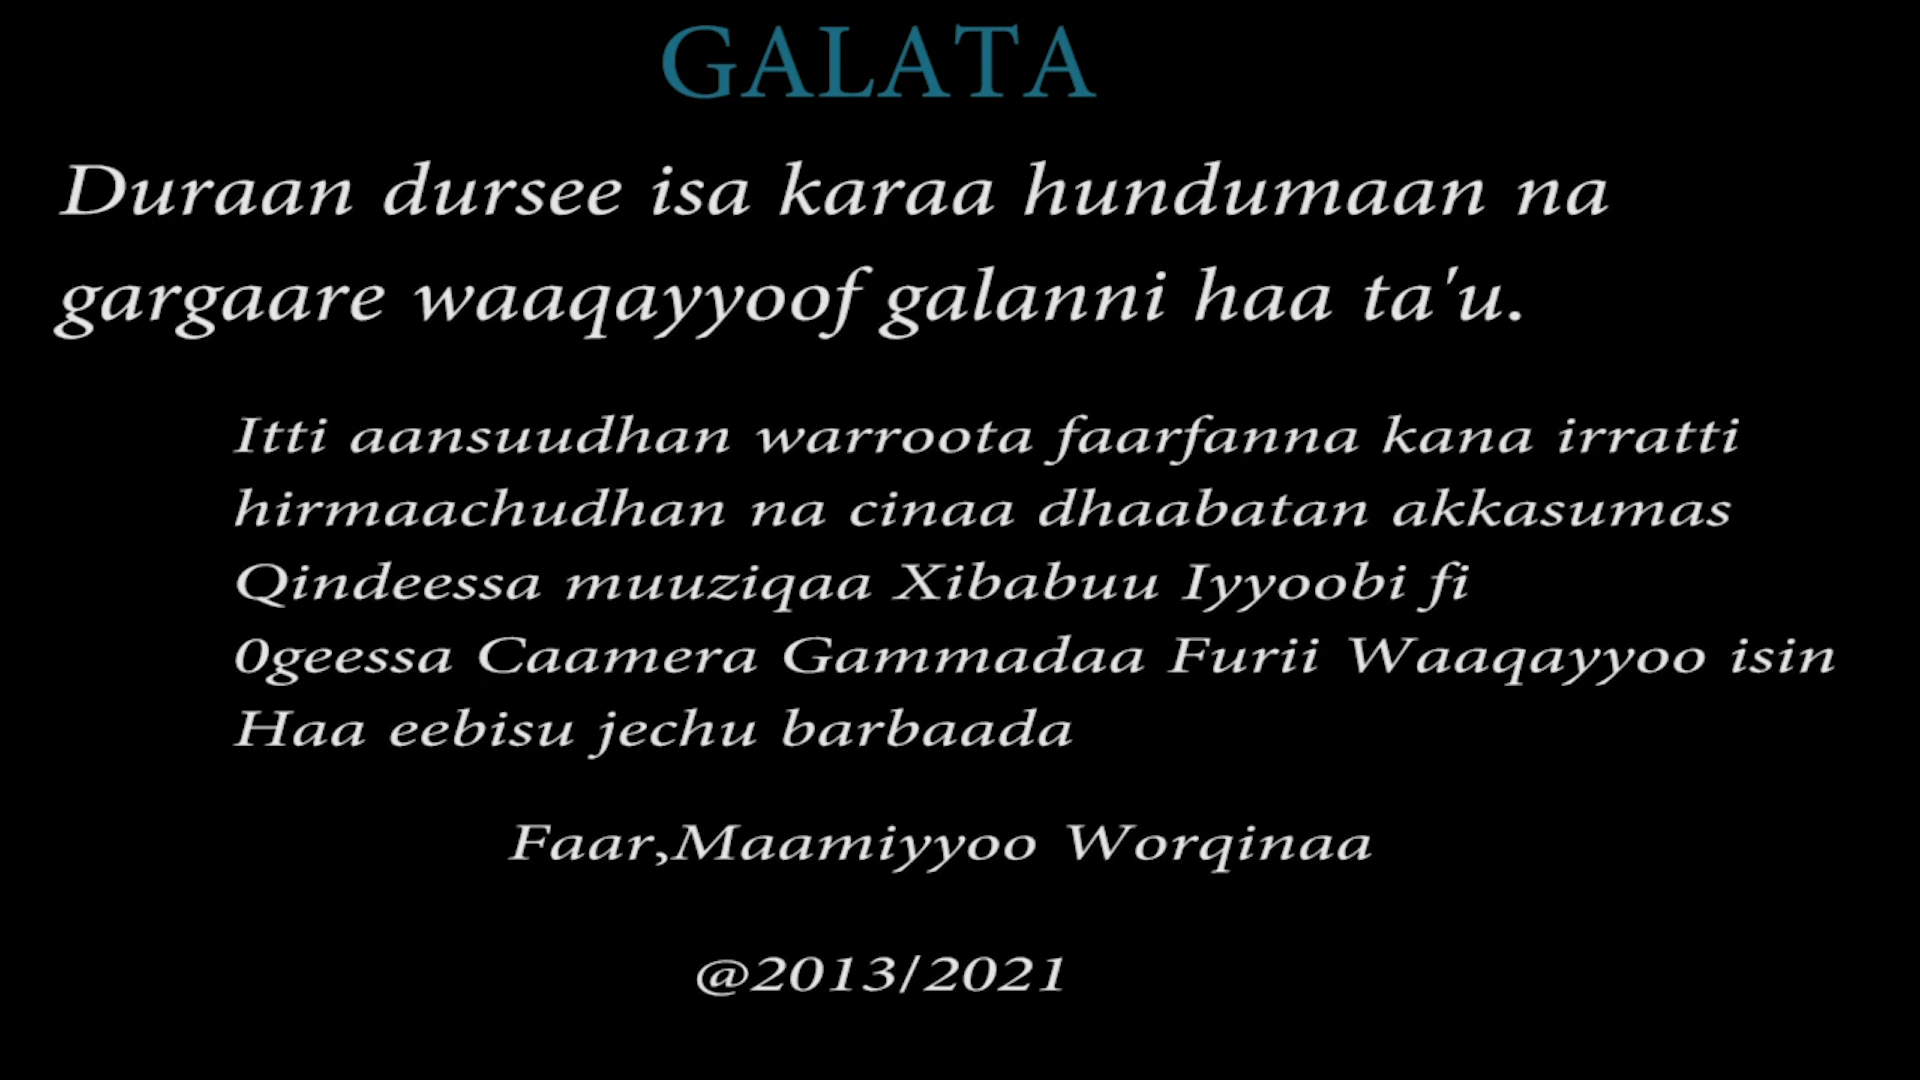 GALATA
Duraan dursee isa karaa hundumaan na
gargaare waaqayyoof galanni haa ta'u.
Itti aansuudhan warroota faarfanna kana irratti
hirmaachudhan na cinaa dhaabatan akkasumas
Qindeessa muuziqaa Xibabuu Iyyoobi fi
0geessa Caamera Gammadaa Furii Waaqayyoo isin
Haa eebisu jechu barbaada
Faar,Maamiyyoo Worqinaa
@2013/2021